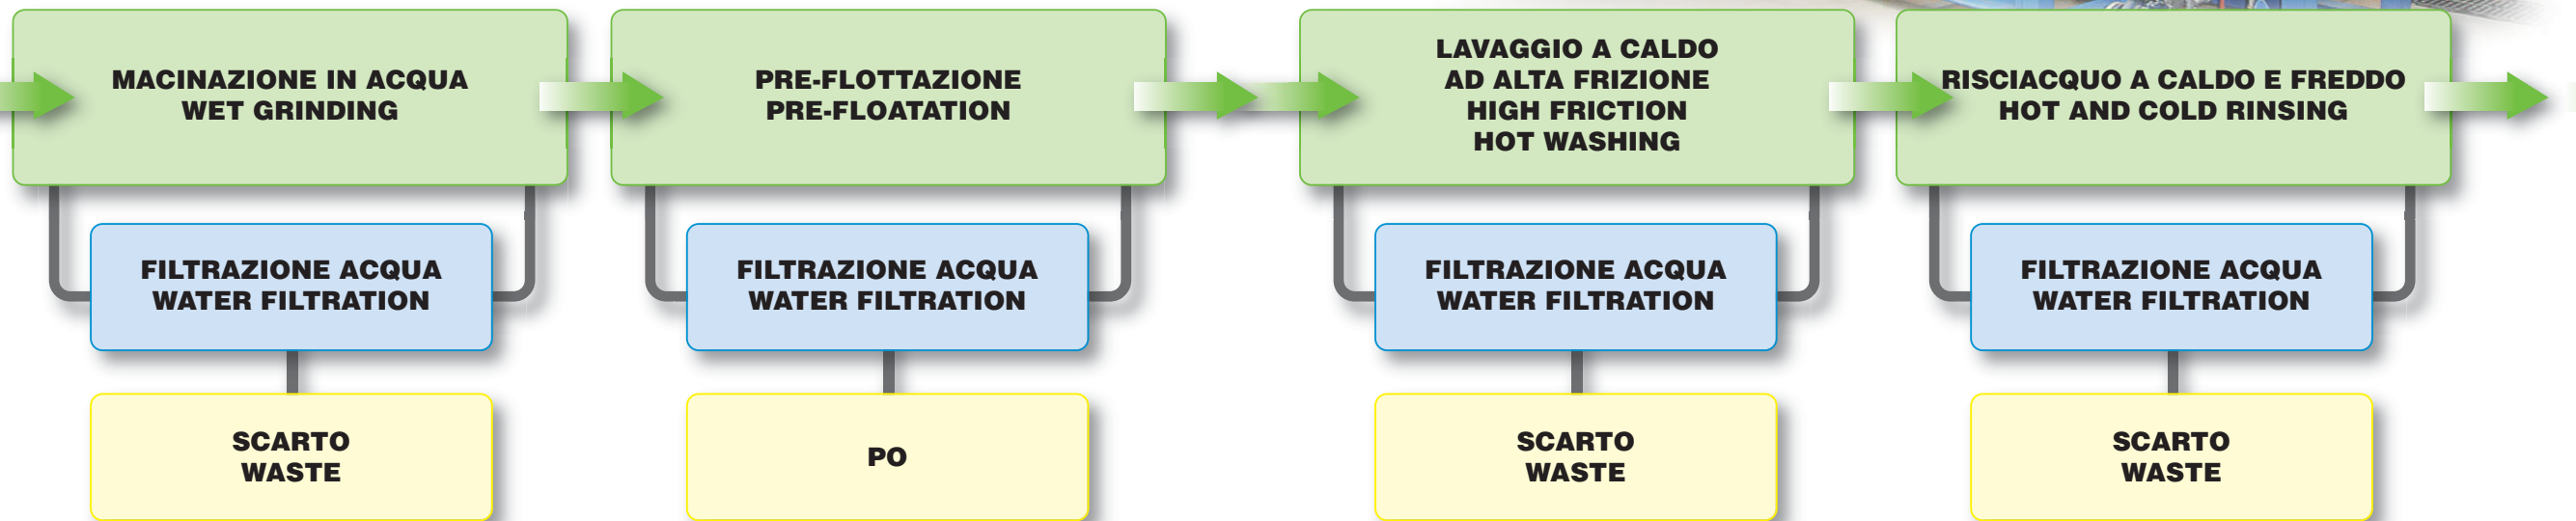 MACINAZIONE IN ACQUA
WET GRINDING
PRE-FLOTTAZIONE
PRE-FLOATATION
LAVAGGIO A CALDO
AD ALTA FRIZIONE
HIGH FRICTION
HOT WASHING
RISCIACQUO A CALDO E FREDDO
HOT AND COLD RINSING
FILTRAZIONE ACQUA
WATER FILTRATION
FILTRAZIONE ACQUA
WATER FILTRATION
FILTRAZIONE ACQUA
WATER FILTRATION
FILTRAZIONE ACQUA
WATER FILTRATION
SCARTO
WASTE
PO
SCARTO
WASTE
SCARTO
WASTE